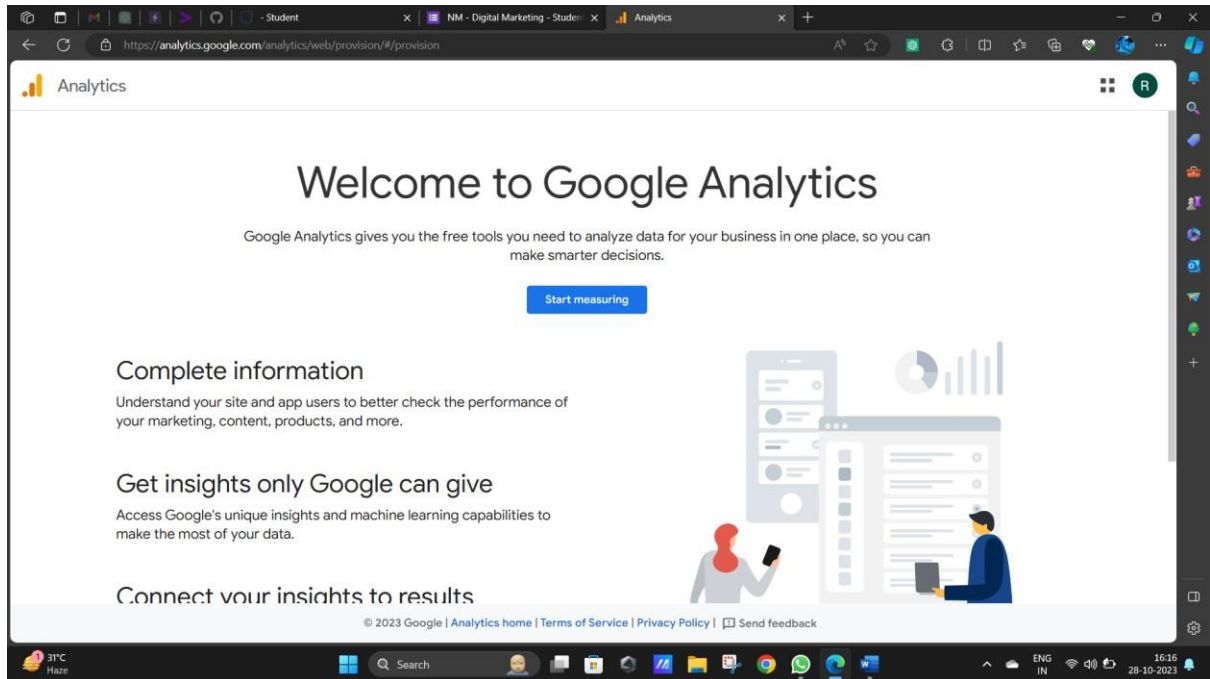 - Student
NM - Digital Marketing - Studen
Analytics
https://analytics.google.com/analytics/web/provision/#/provision
Analytics
R
Welcome to Google Analytics
Google Analytics gives you the free tools you need to analyze data for your business in one place, so you can
make smarter decisions.
Start measuring
Complete information
Understand your site and app users to better check the performance of
your marketing, content, products, and more.
Get insights only Google can give
Access Google's unique insights and machine learning capabilities to
make the most of your data.
Connect your insights to results
© 2023 Google | Analytics home | Terms of Service | Privacy Policy | Send feedback
1
31°C
Haze
Search
ENG
IN
16:16
28-10-2023